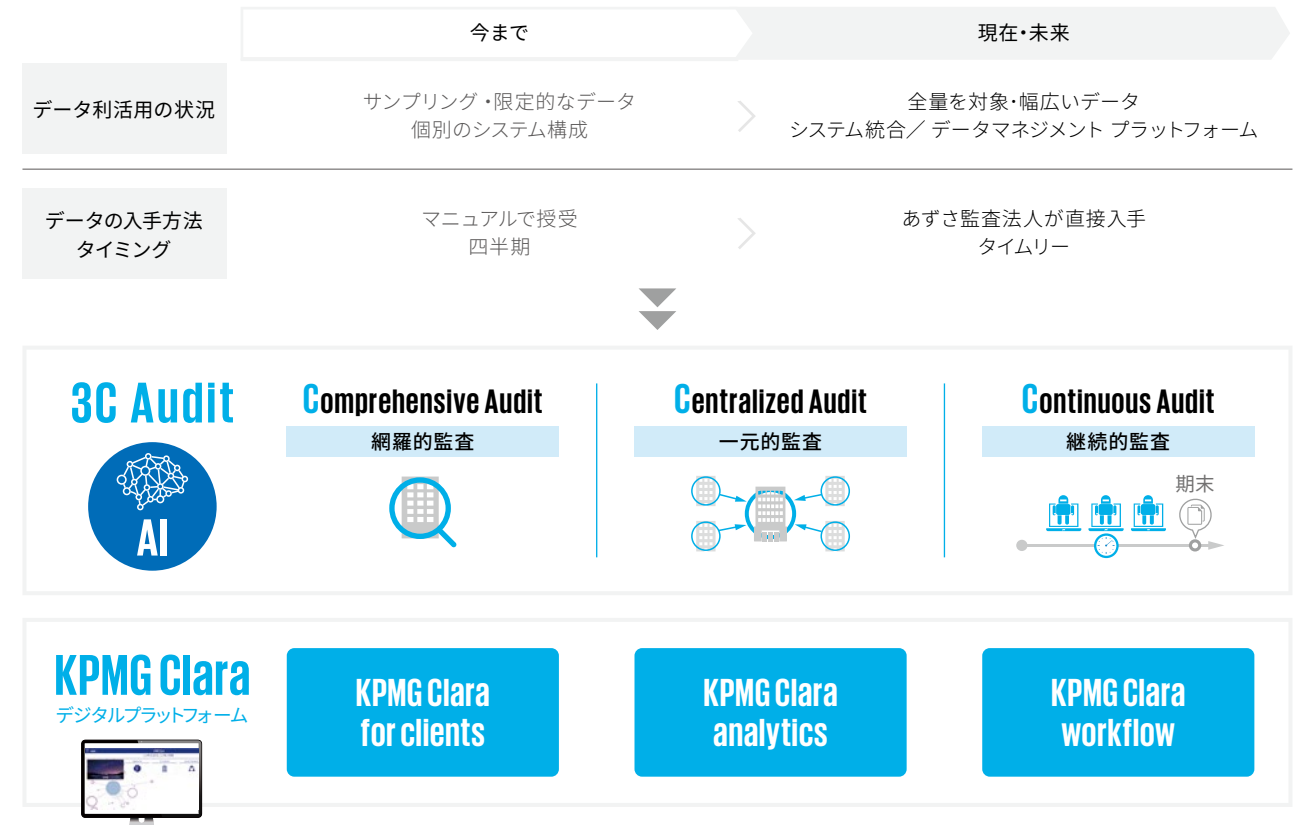 今まで
現在・未来
データ利活用の状況
サンプリング・限定的なデータ
個別のシステム構成
全量を対象・幅広いデータ
システム統合／データマネジメント プラットフォーム
データの入手方法
タイミング
マニュアルで授受
四半期
あずさ監査法人が直接入手
タイムリー
3C Audit
AI
Comprehensive Audit
網羅的監査
Centralized Audit
一元的監査
Continuous Audit
継続的監査
期末
KPMG Clara
デジタルプラットフォーム
KPMG Clara
for clients
KPMG Clara
analytics
KPMG Clara
workflow